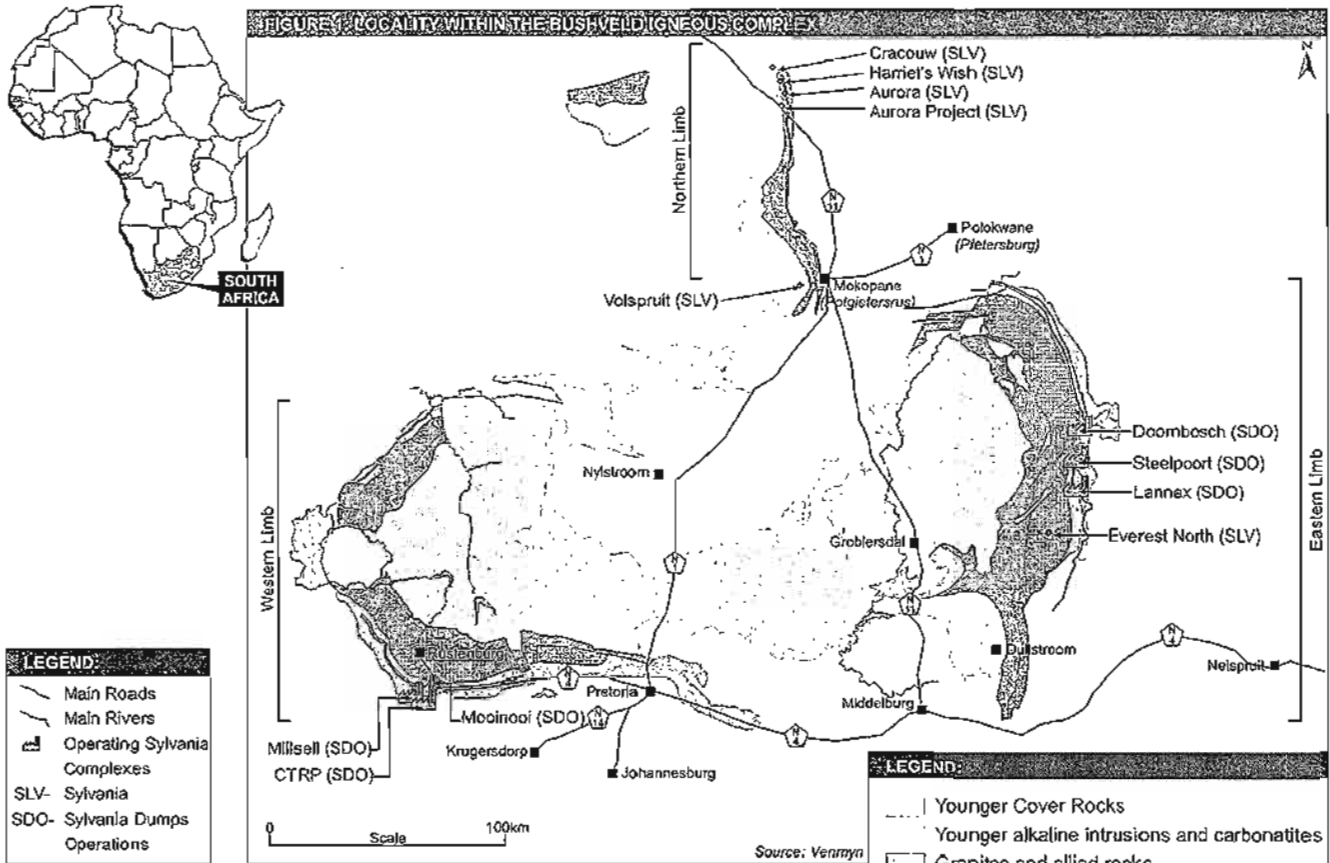 FIGURE 1: LOCALITY WITHIN THE BUSHVELD IGNEOUS COMPLEX
N
Cracouw (SLV)
Harriet's Wish (SLV)
Aurora (SLV)
Aurora Project (SLV)
Northern Limb
N
11
Polokwane
(Pietersburg)
N
1
SOUTH
AFRICA
Volspruit (SLV)
Mokopane
Western Limb
Nylstroom
Doornbosch (SDO)
Steelpoort (SDO)
Lannex (SDO)
Everest North (SLV)
Eastern Limb
Groblersdal
Rustenburg
Dullstroom
N
4
Nelspruit
Pretoria
Middelburg
Mooinooi (SDO)
N
14
N
4
Millsell (SDO)
CTRP (SDO)
Krugersdorp
Johannesburg
0
Scale
100km
Source: Venmyn
LEGEND:
Main Roads
Main Rivers
Operating Sylvania
Complexes
SLV- Sylvania
SDO- Sylvania Dumps
Operations
LEGEND:
Younger Cover Rocks
Younger alkaline intrusions and carbonatites
Granites and allied rocks